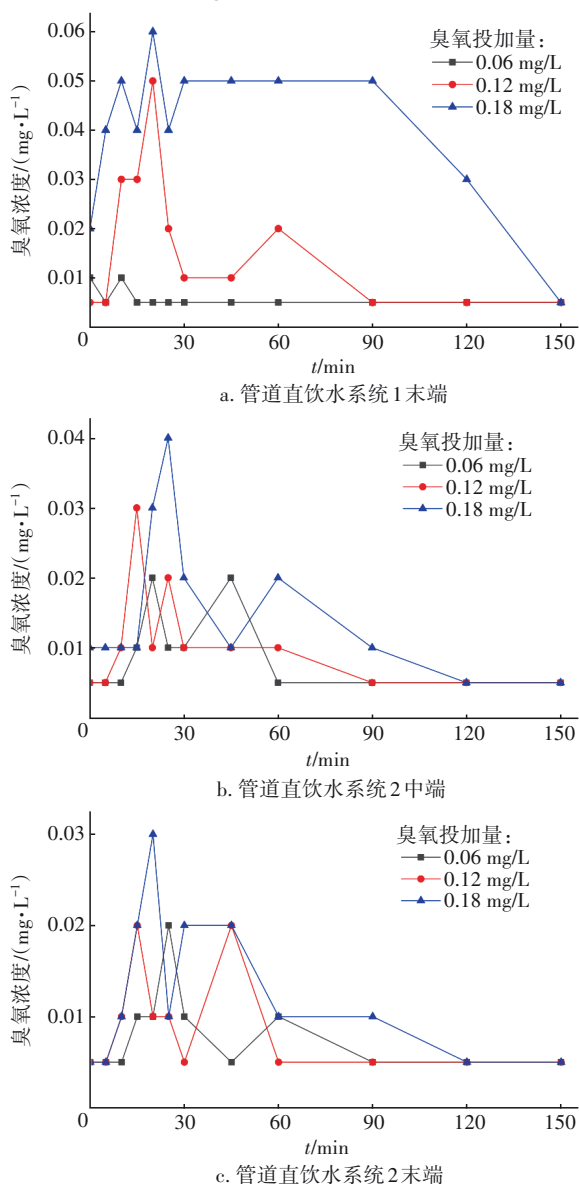 臭氧浓度/(mg·L⁻¹)
0.06
0.05
0.04
0.03
0.02
0.01
臭氧投加量：
0.06 mg/L
0.12 mg/L
0.18 mg/L
0 30 60 90 120 150
t/min
a. 管道直饮水系统1末端
臭氧浓度/(mg·L⁻¹)
0.04
0.03
0.02
0.01
0
臭氧投加量：
0.06 mg/L
0.12 mg/L
0.18 mg/L
30 60 90 120 150
t/min
b. 管道直饮水系统2中端
臭氧浓度/(mg·L⁻¹)
0.03
0.02
0.01
0
臭氧投加量：
0.06 mg/L
0.12 mg/L
0.18 mg/L
30 60 90 120 150
t/min
c. 管道直饮水系统2末端